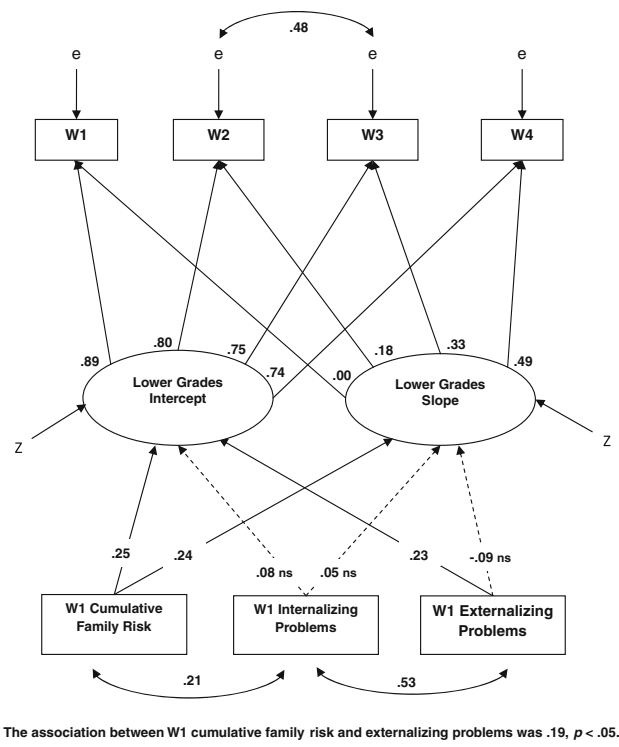 .48
e e e e
W1 W2 W3 W4
.89 .80 .75 .74 .00 .18 .33 .49
Lower Grades
Intercept
Lower Grades
Slope
Z Z
.25 .24 .08 ns .05 ns .23 -.09 ns
W1 Cumulative
Family Risk
W1 Internalizing
Problems
W1 Externalizing
Problems
.21 .53
The association between W1 cumulative family risk and externalizing problems was .19, p < .05.